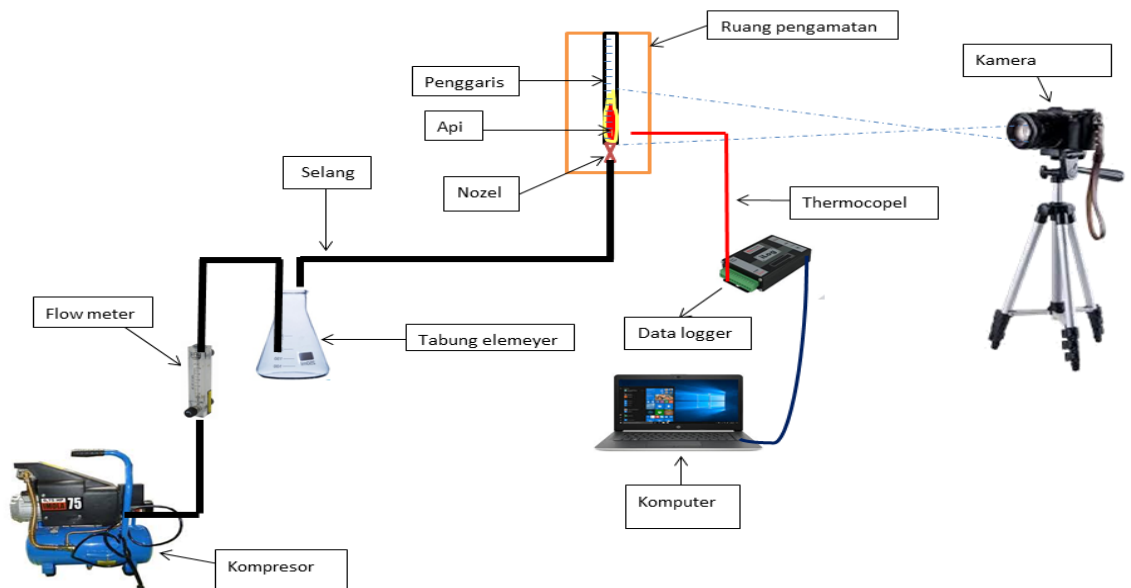 Ruang pengamatan
Kamera
Penggaris
Api
Selang
Nozel
Thermocopel
Flow meter
Tabung elemeyer
Data logger
Komputer
75
Kompresor